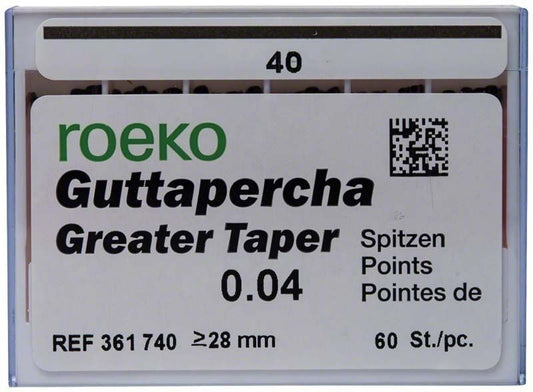 40
roeko
Guttapercha
Greater Taper
Spitzen
0.04
Points
Pointes de
REF 361 740 ≥28 mm
60 St./pc.